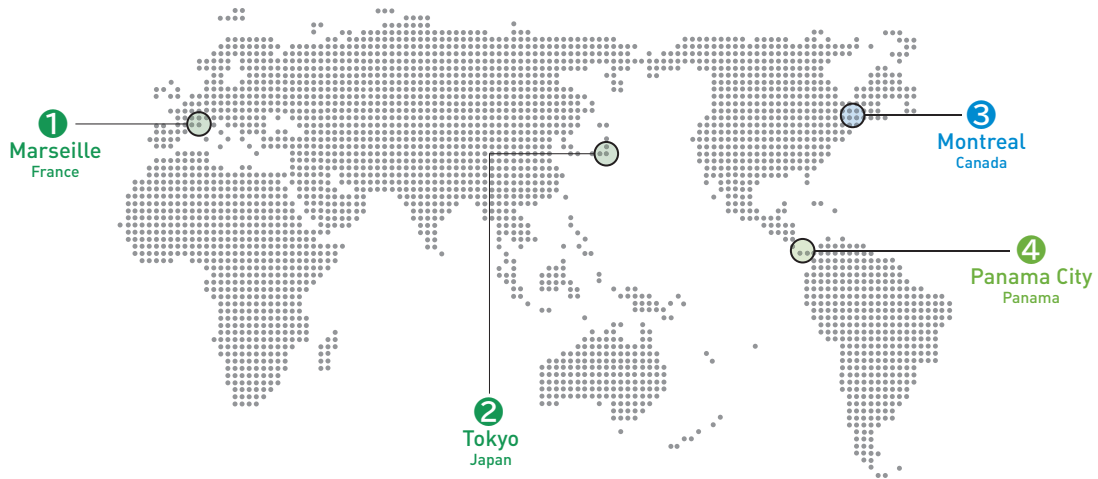 1
Marseille
France
2
Tokyo
Japan
3
Montreal
Canada
4
Panama City
Panama